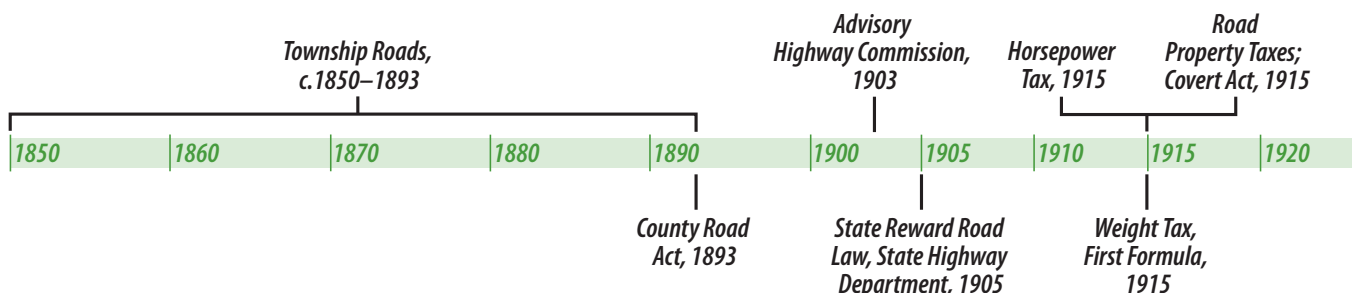 Township Roads,
c.1850–1893
Advisory
Highway Commission,
1903
Horsepower
Tax, 1915
Road
Property Taxes;
Covert Act, 1915
1850
1860
1870
1880
1890
1900
1905
1910
1915
1920
County Road
Act, 1893
State Reward Road
Law, State Highway
Department, 1905
Weight Tax,
First Formula,
1915